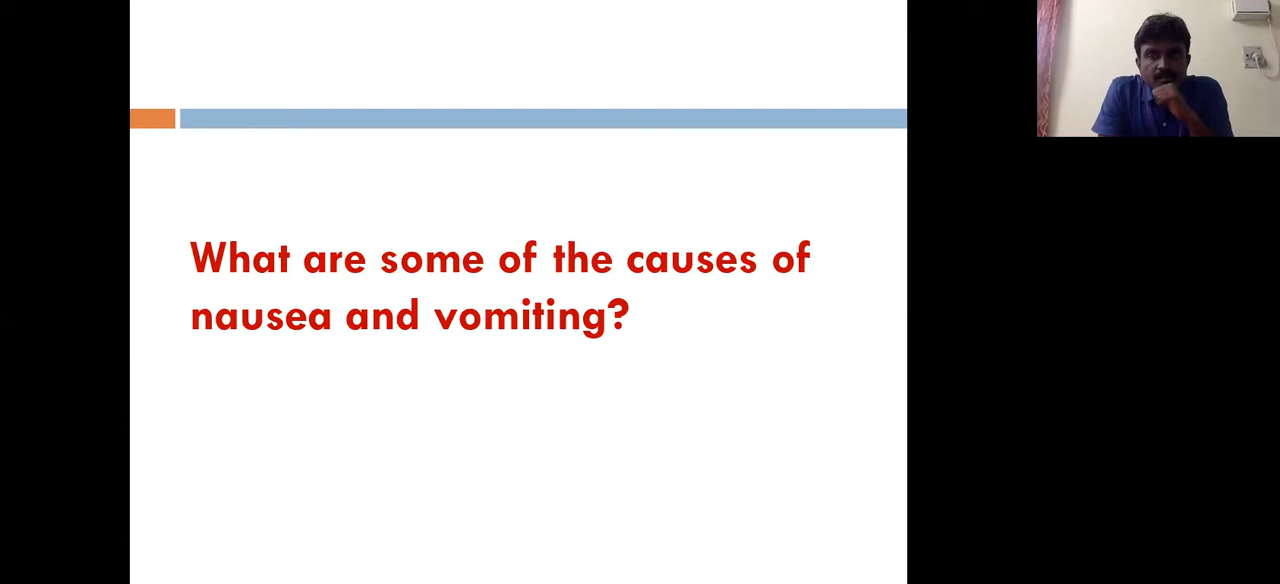 What are some of the causes of
nausea and vomiting?